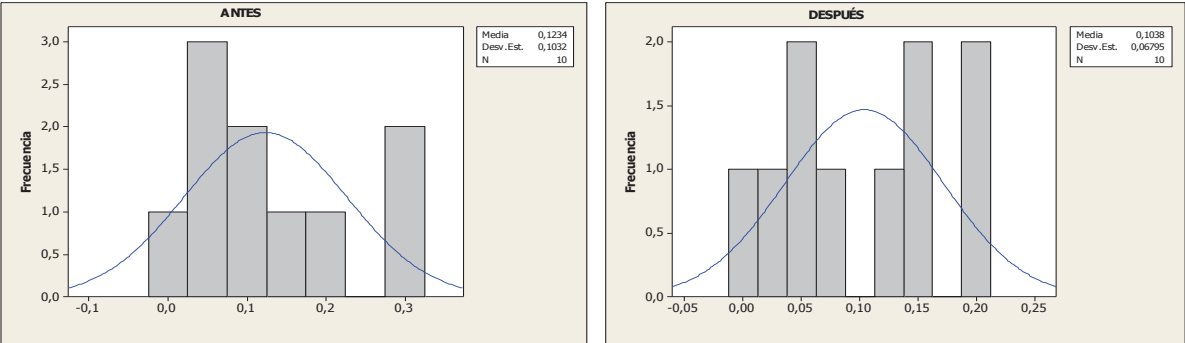 ANTES
Media 0,1234
Desv.Est. 0,1032
N 10
Frecuencia
3,0
2,5
2,0
1,5
1,0
0,5
0,0
-0,1 0,0 0,1 0,2 0,3
DESPUÉS
Media 0,1038
Desv.Est. 0,06795
N 10
Frecuencia
2,0
1,5
1,0
0,5
0,0
-0,05 0,00 0,05 0,10 0,15 0,20 0,25